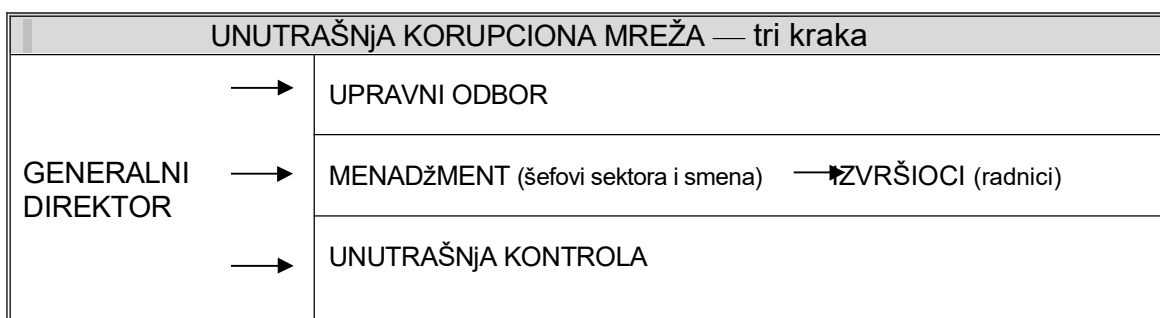 UNUTRAŠNjA KORUPCIONA MREŽA — tri kraka
UPRAVNI ODBOR
GENERALNI
DIREKTOR
MENADžMENT (šefovi sektora i smena)
IZVRŠIOCI (radnici)
UNUTRAŠNjA KONTROLA